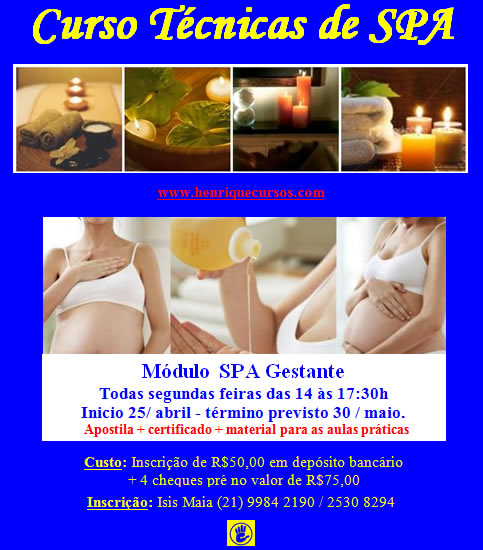 Curso Técnicas de SPA
www.henriquecursos.com
Módulo SPA Gestante
Todas segundas feiras das 14 às 17:30h
Inicio 25/ abril - término previsto 30 / maio.
Apostila + certificado + material para as aulas práticas
Custo: Inscrição de R$50,00 em depósito bancário
+ 4 cheques pré no valor de R$75,00
Inscrição: Isis Maia (21) 9984 2190 / 2530 8294